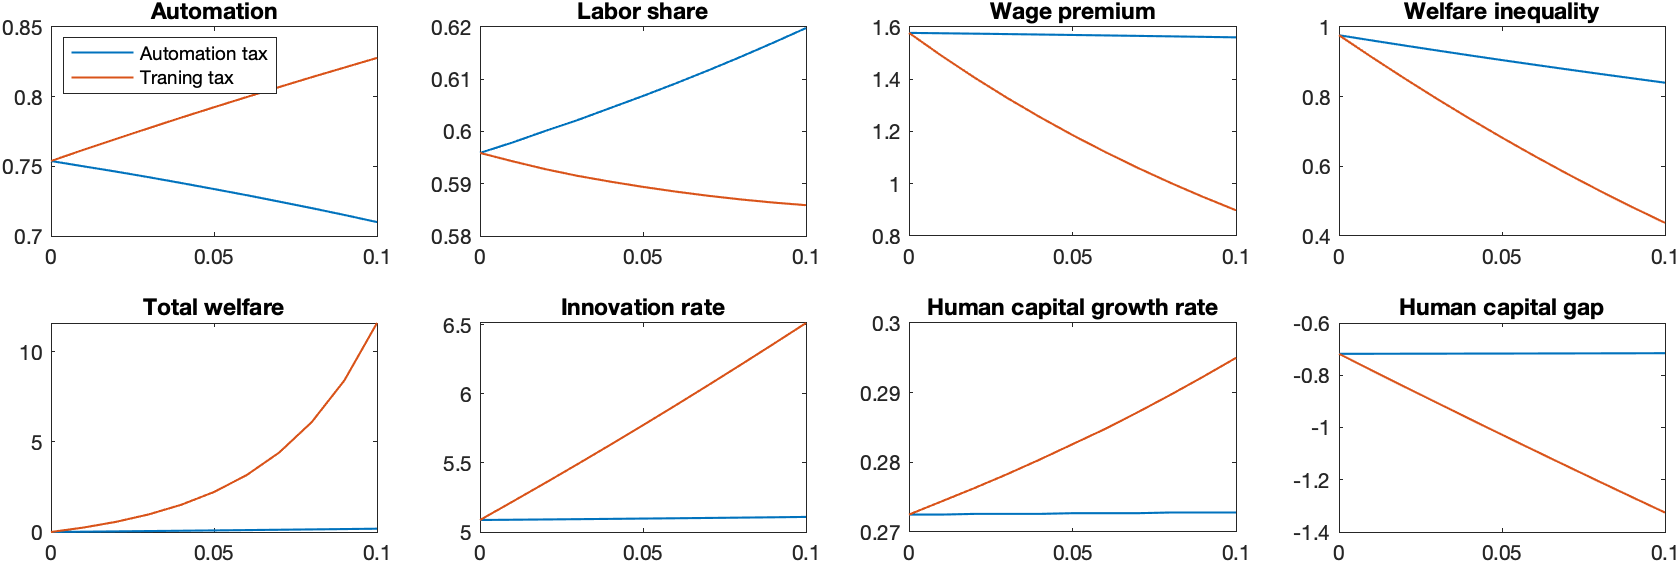 Automation
0.85
0.8
0.75
0.7
Automation tax
Traning tax
0 0.05 0.1
Labor share
0.62
0.61
0.6
0.59
0.58
0 0.05 0.1
Wage premium
1.6
1.4
1.2
1
0.8
0 0.05 0.1
Welfare inequality
1
0.8
0.6
0.4
0 0.05 0.1
Total welfare
10
5
0
0 0.05 0.1
Innovation rate
6.5
6
5.5
5
0 0.05 0.1
Human capital growth rate
0.3
0.29
0.28
0.27
0 0.05 0.1
Human capital gap
-0.6
-0.8
-1
-1.2
-1.4
0 0.05 0.1